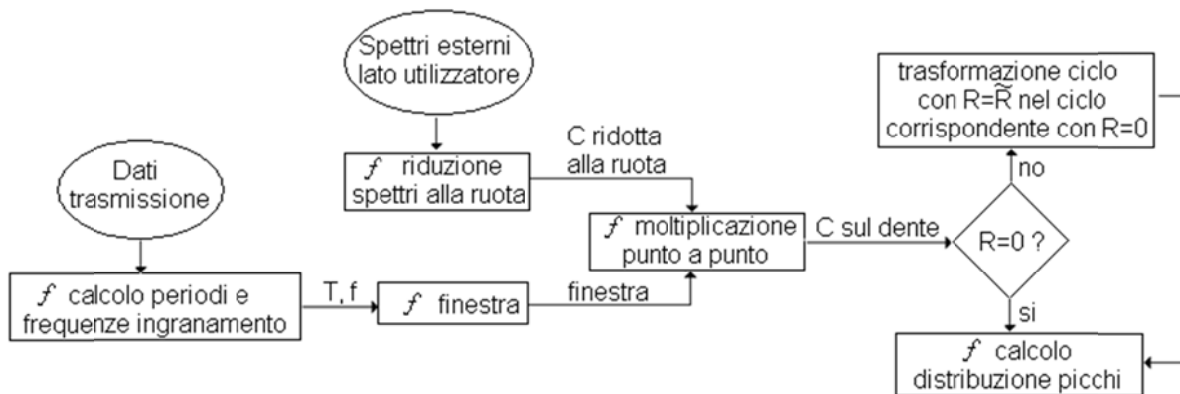 Spettri esterni
lato utilizzatore
Dati
trasmissione
f riduzione
spettri alla ruota
C ridotta
alla ruota
f calcolo periodi e
frequenze ingranamento
T, f
f finestra
finestra
f moltiplicazione
punto a punto
C sul dente
R=0 ?
no
trasformazione ciclo
con R=R̃ nel ciclo
corrispondente con R=0
si
f calcolo
distribuzione picchi